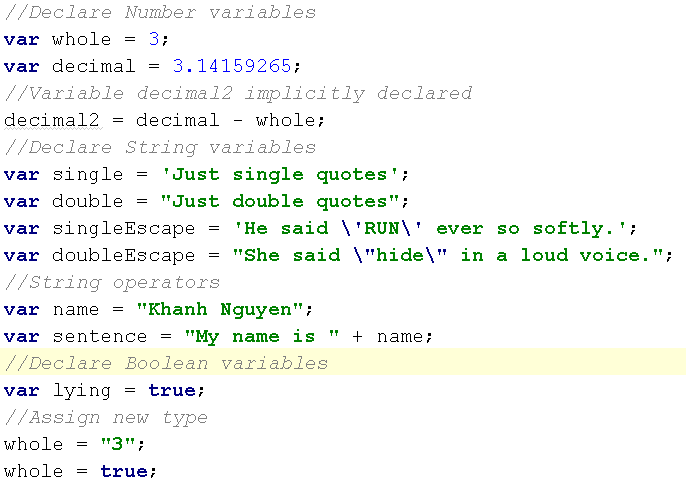 //Declare Number variables
var whole = 3;
var decimal = 3.14159265;
//Variable decimal2 implicitly declared
decimal2 = decimal - whole;
//Declare String variables
var single = 'Just single quotes';
var double = "Just double quotes";
var singleEscape = 'He said \'RUN\' ever so softly.';
var doubleEscape = "She said \"hide\" in a loud voice.";
//String operators
var name = "Khanh Nguyen";
var sentence = "My name is " + name;
//Declare Boolean variables
var lying = true;
//Assign new type
whole = "3";
whole = true;